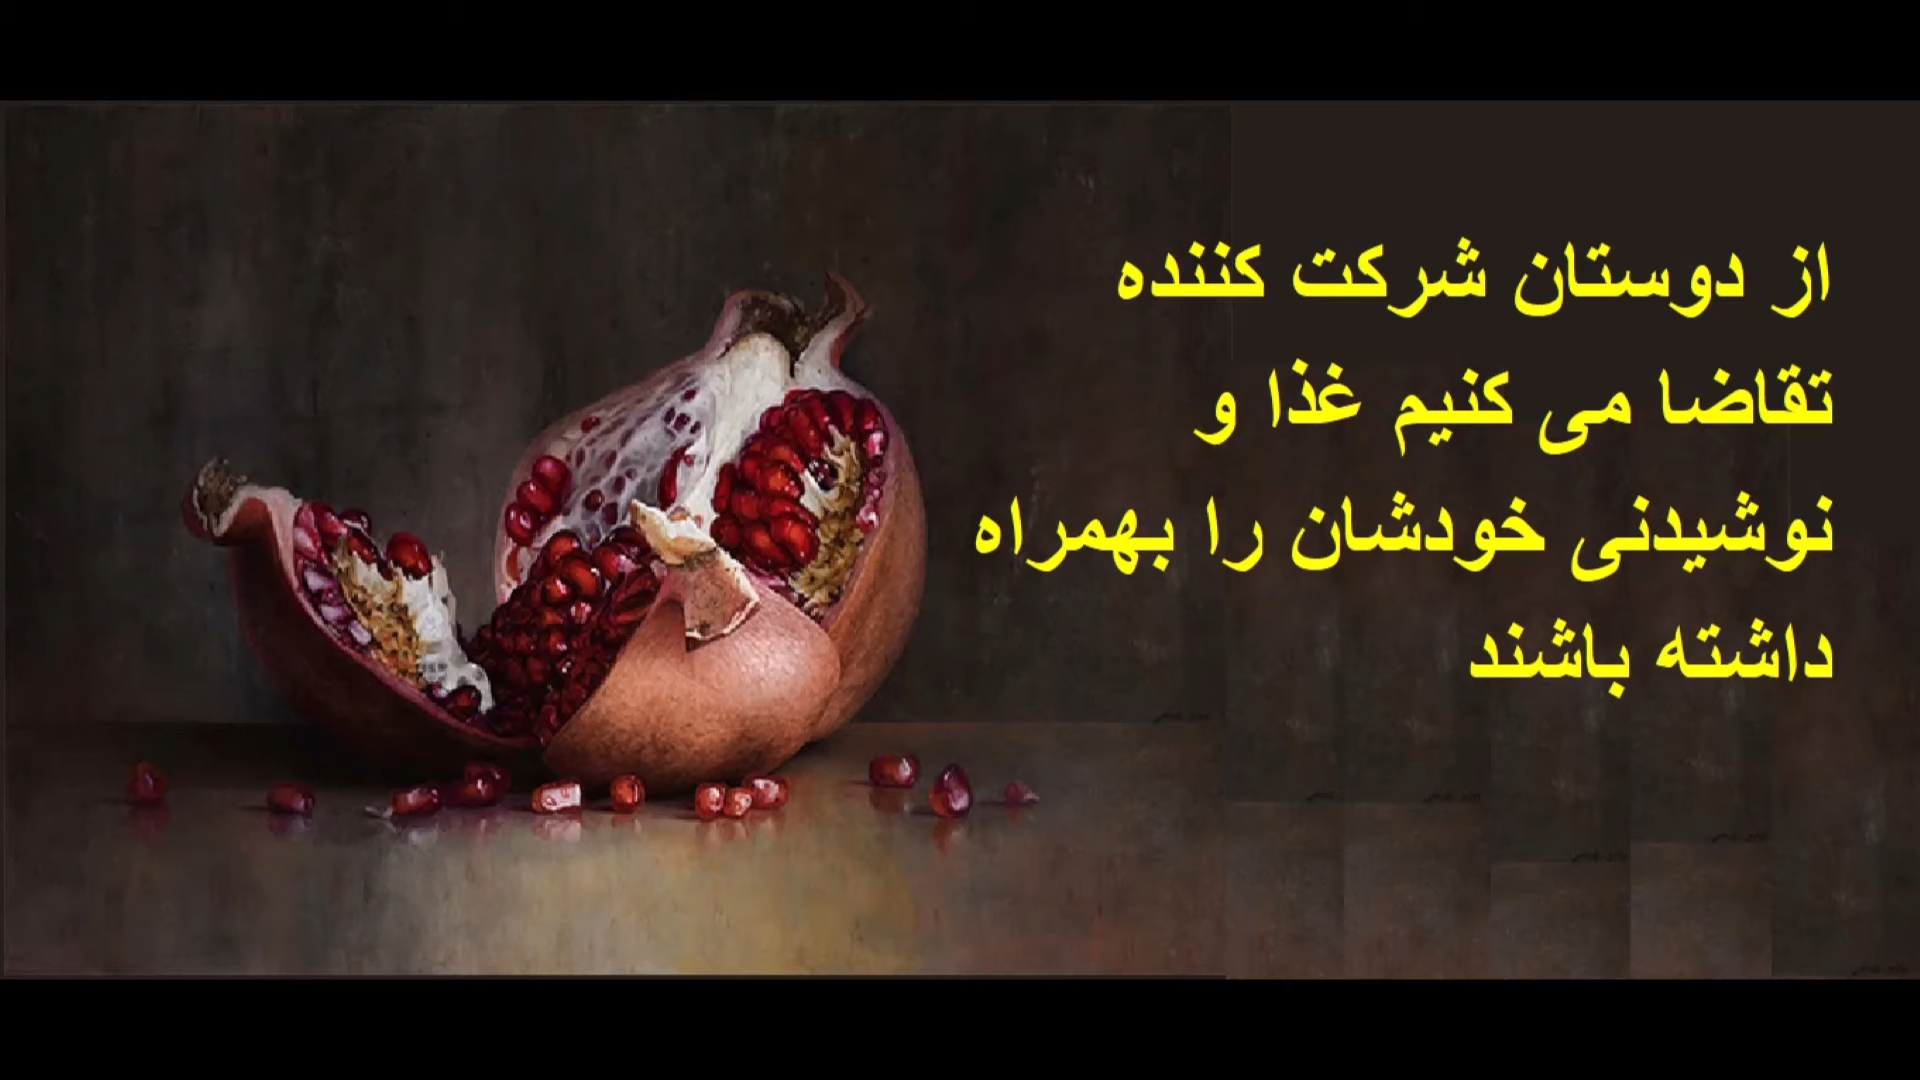 از دوستان شرکت کننده
تقاضا می کنیم غذا و
نوشیدنی خودشان را بهمراه
داشته باشند